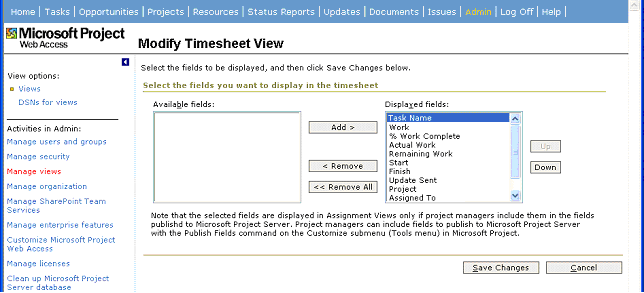 Home | Tasks | Opportunities | Projects | Resources | Status Reports | Updates | Documents | Issues | Admin | Log Off | Help |
Microsoft Project
Web Access
Modify Timesheet View
Select the fields to be displayed, and then click Save Changes below.
View options:
Views
DSNs for views
Activities in Admin:
Manage users and groups
Manage security
Manage views
Manage organization
Manage SharePoint Team
Services
Manage enterprise features
Customize Microsoft Project
Web Access
Manage licenses
Clean up Microsoft Project
Server database
Select the fields you want to display in the timesheet
Available fields:
Add >
< Remove
<< Remove All
Displayed fields:
Task Name
Work
% Work Complete
Actual Work
Remaining Work
Start
Finish
Update Sent
Project
Assigned To
Up
Down
Note that the selected fields are displayed in Assignment Views only if project managers include them in the fields
publishd to Microsoft Project Server. Project managers can include fields to publish to Microsoft Project Server
with the Publish Fields command on the Customize submenu (Tools menu) in Microsoft Project.
Save Changes
Cancel